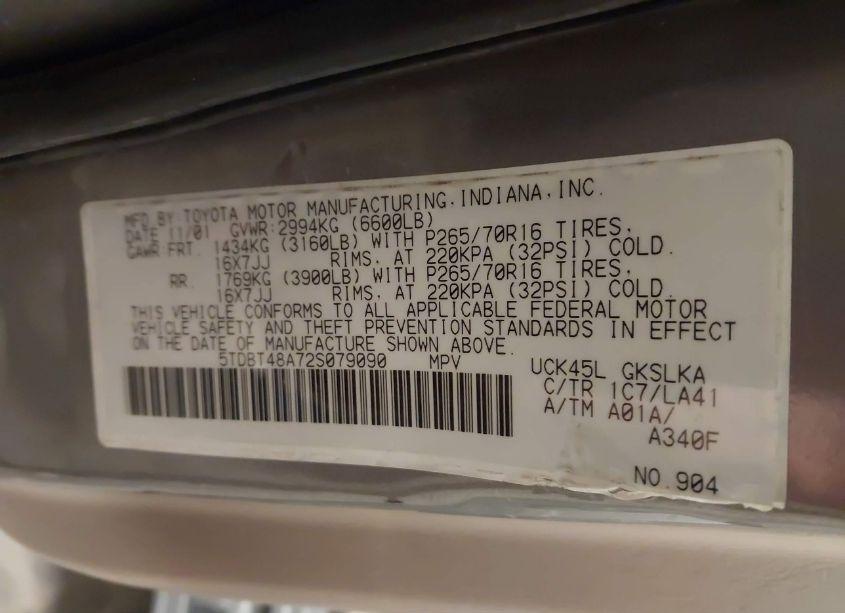 MFD BY: TOYOTA MOTOR MANUFACTURING, INDIANA, INC.
DATE 11/01 GVWR: 2994KG (6600LB)
GAWR: FRT. 1434KG (3160LB) WITH P265/70R16 TIRES,
16X7JJ RIMS, AT 220KPA (32PSI) COLD.
RR. 1769KG (3900LB) WITH P265/70R16 TIRES,
16X7JJ RIMS, AT 220KPA (32PSI) COLD.
THIS VEHICLE CONFORMS TO ALL APPLICABLE FEDERAL MOTOR
VEHICLE SAFETY AND THEFT PREVENTION STANDARDS IN EFFECT
ON THE DATE OF MANUFACTURE SHOWN ABOVE.
5TDBT48A72S079090 MPV
UCK45L GKSLKA
C/TR 1C7/LA41
A/TM A01A/
A340F
NO. 904